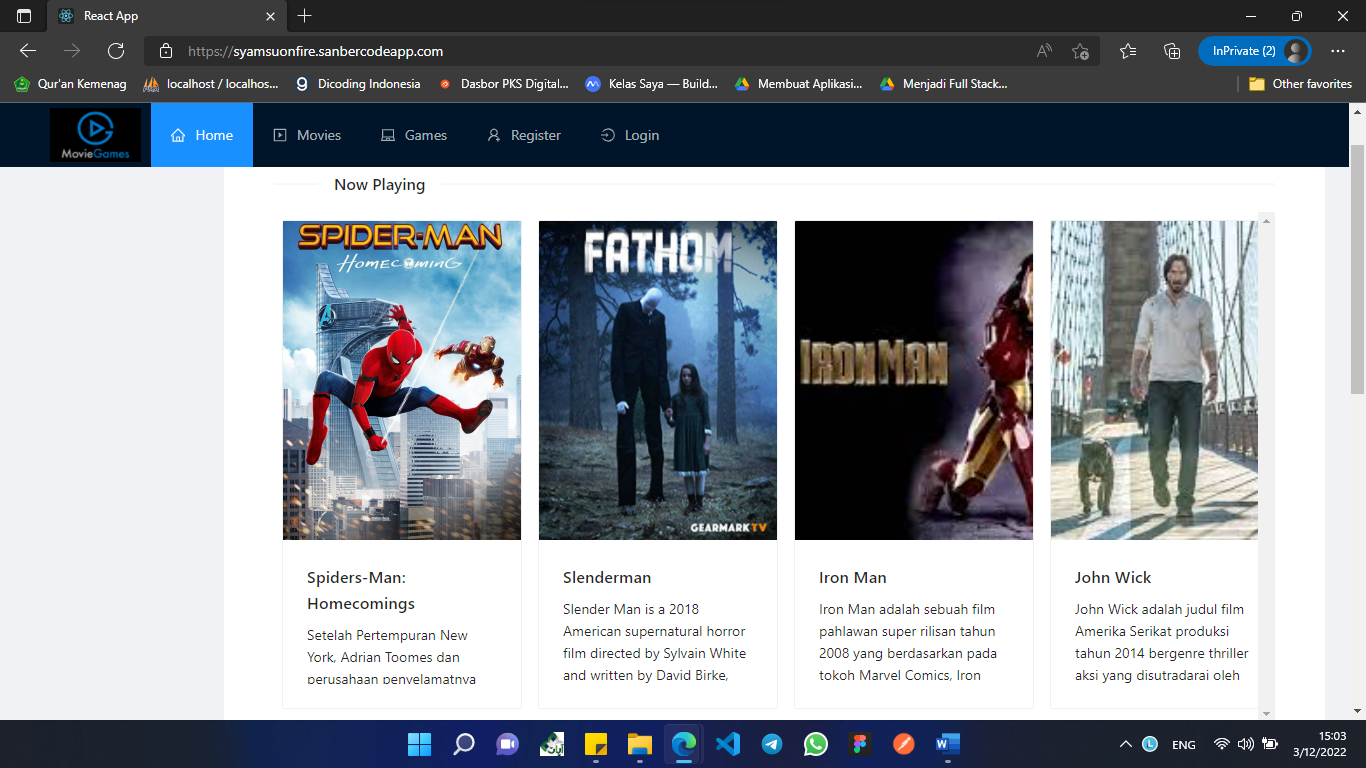 React App
https://syamsuonfire.sanbercodeapp.com
InPrivate (2)
Qur'an Kemenag
localhost / localhos...
Dicoding Indonesia
Dasbor PKS Digital...
Kelas Saya — Build...
Membuat Aplikasi...
Menjadi Full Stack...
Other favorites
MovieGames
Home
Movies
Games
Register
Login
Now Playing
SPIDER-MAN
HOMECOMING
FATHOM
GEARMARKTV
IRON MAN
Spiders-Man:
Homecomings
Setelah Pertempuran New
York, Adrian Toomes dan
perusahaan penyelamatnya
Slenderman
Slender Man is a 2018
American supernatural horror
film directed by Sylvain White
and written by David Birke,
Iron Man
Iron Man adalah sebuah film
pahlawan super rilisan tahun
2008 yang berdasarkan pada
tokoh Marvel Comics, Iron
John Wick
John Wick adalah judul film
Amerika Serikat produksi
tahun 2014 bergenre thriller
aksi yang disutradarai oleh
ENG
15:03
3/12/2022